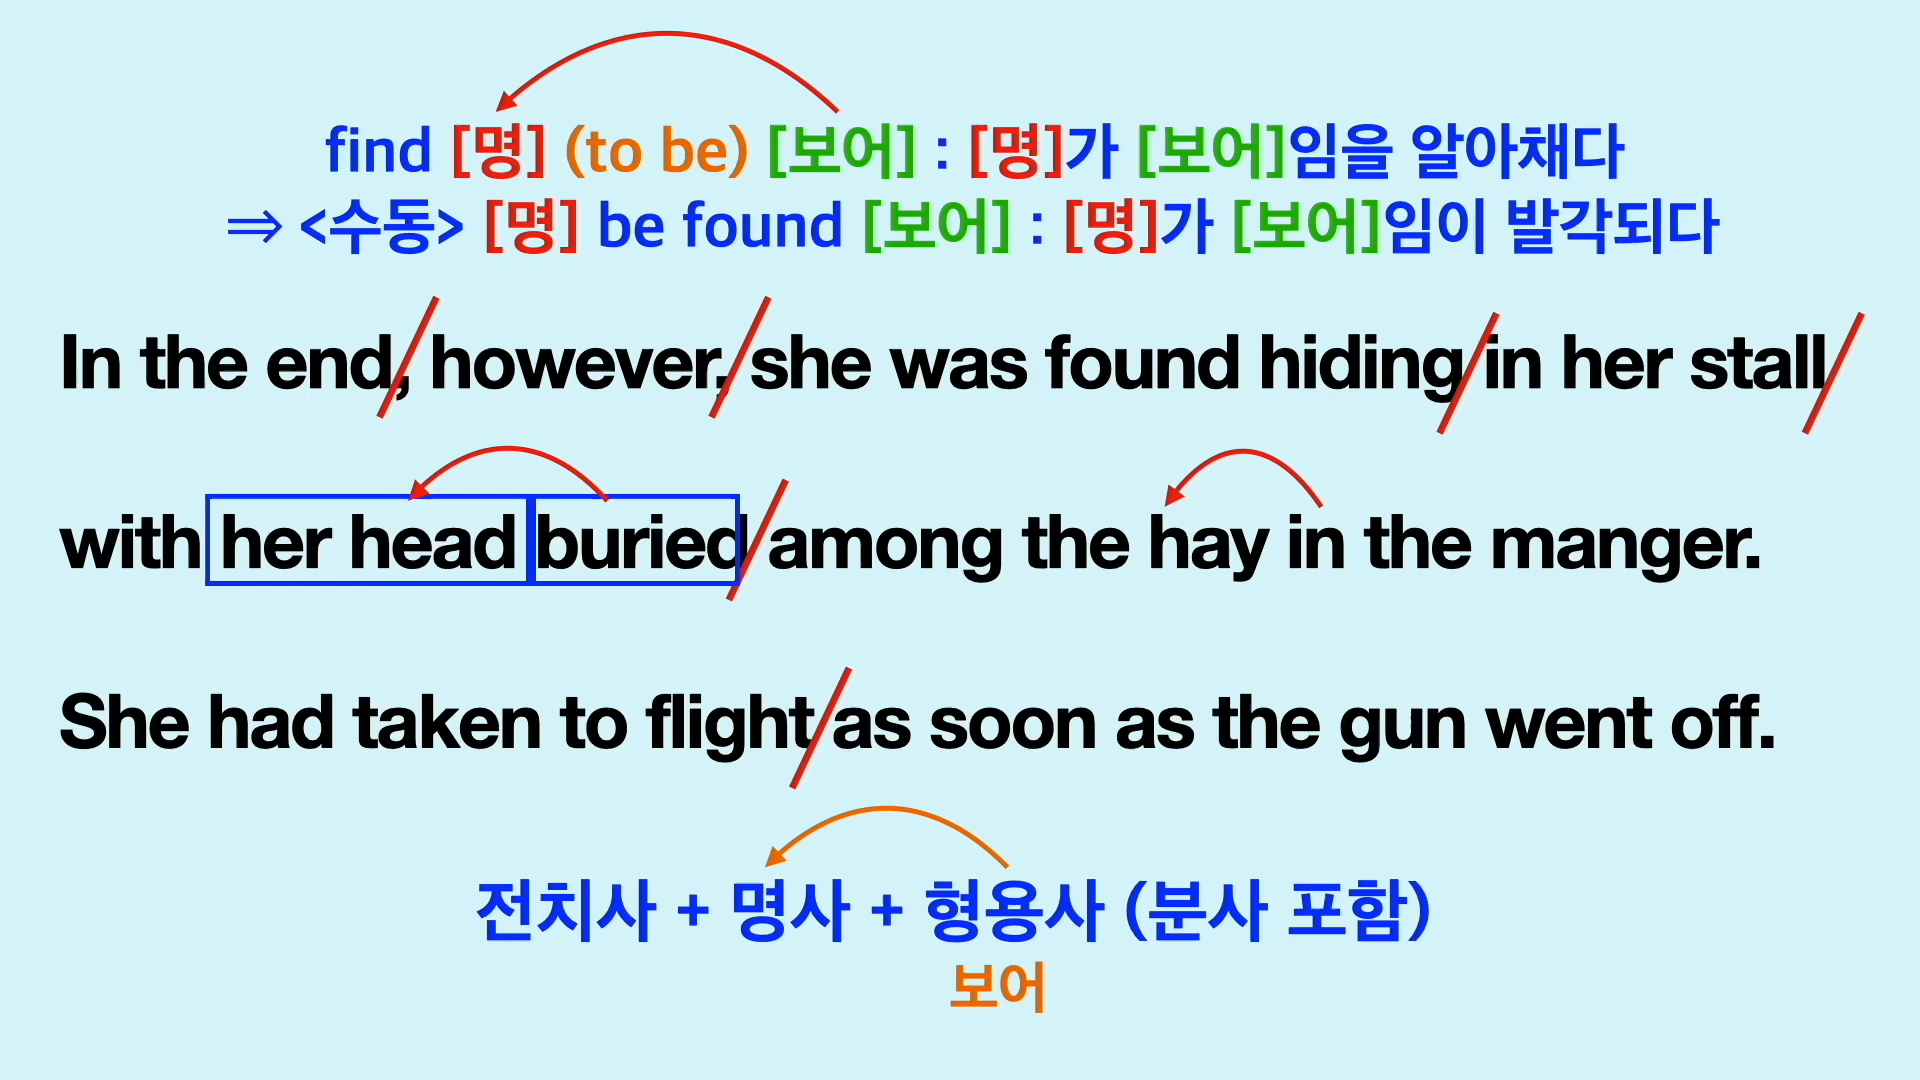 find [명] (to be) [보어] : [명]가 [보어]임을 알아채다
⇒ <수동> [명] be found [보어] : [명]가 [보어]임이 발각되다
In the end, however, she was found hiding in her stall
with her head buried among the hay in the manger.
She had taken to flight as soon as the gun went off.
전치사 + 명사 + 형용사 (분사 포함)
보어